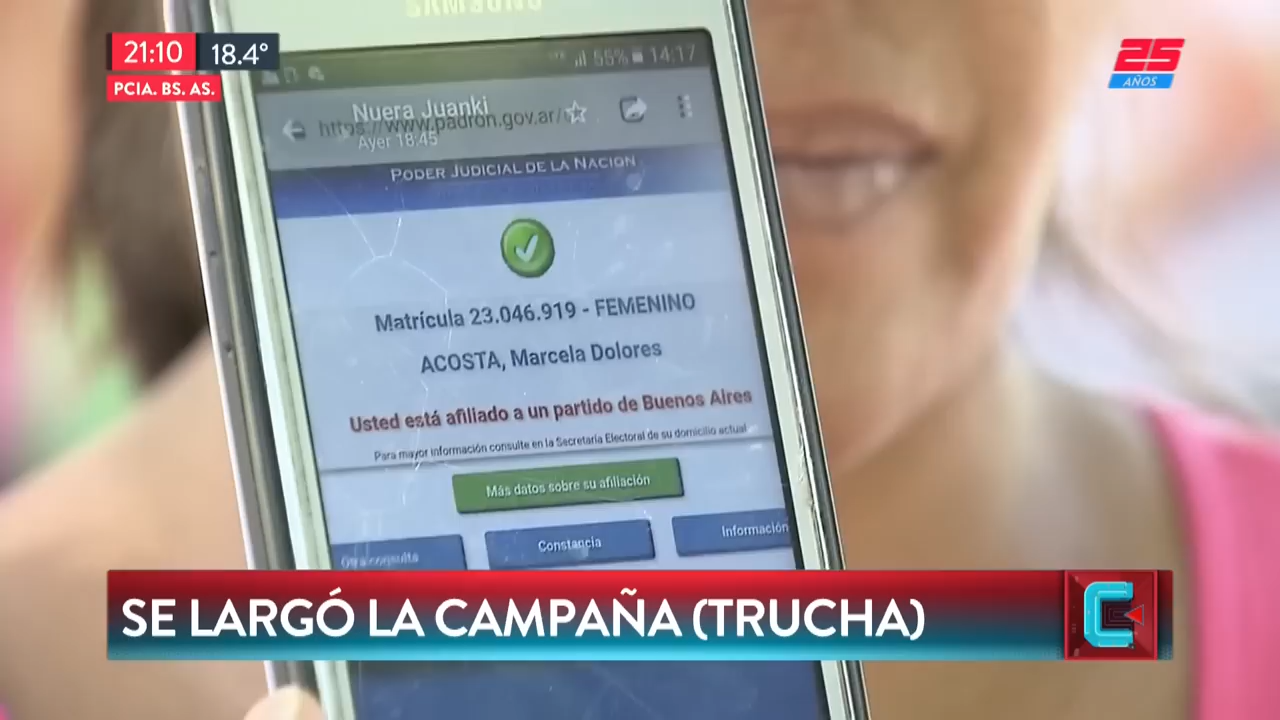 SAMSUNG
21:10 18.4°
PCIA. BS. AS.
25
AÑOS
55% 14:17
Nuera Juanki
https://www.padron.gov.ar/
Ayer 18:45
PODER JUDICIAL DE LA NACION
Matrícula 23.046.919 - FEMENINO
ACOSTA, Marcela Dolores
Usted está afiliado a un partido de Buenos Aires
Para mayor información consulte en la Secretaría Electoral de su domicilio actual
Más datos sobre su afiliación
Otra consulta Constancia Información
SE LARGÓ LA CAMPAÑA (TRUCHA)
C